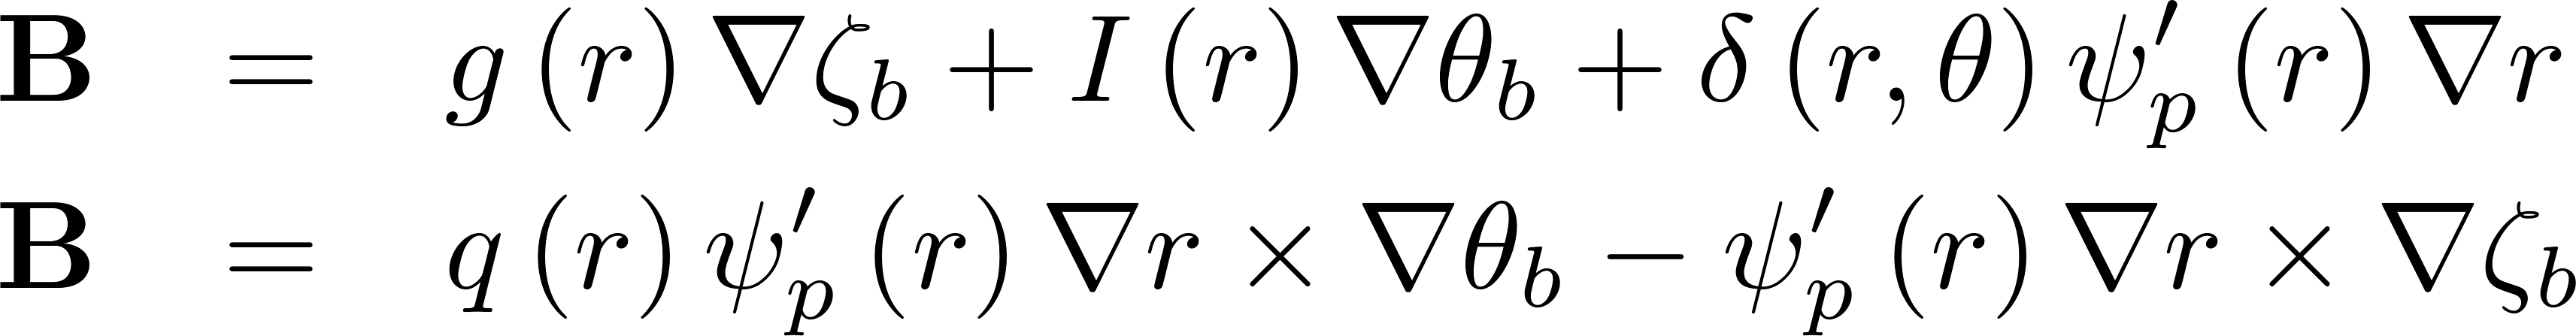 B = g (r) ∇ζ_b + I (r) ∇θ_b + δ (r, θ) ψ′_p (r) ∇r
B = q (r) ψ′_p (r) ∇r × ∇θ_b − ψ′_p (r) ∇r × ∇ζ_b